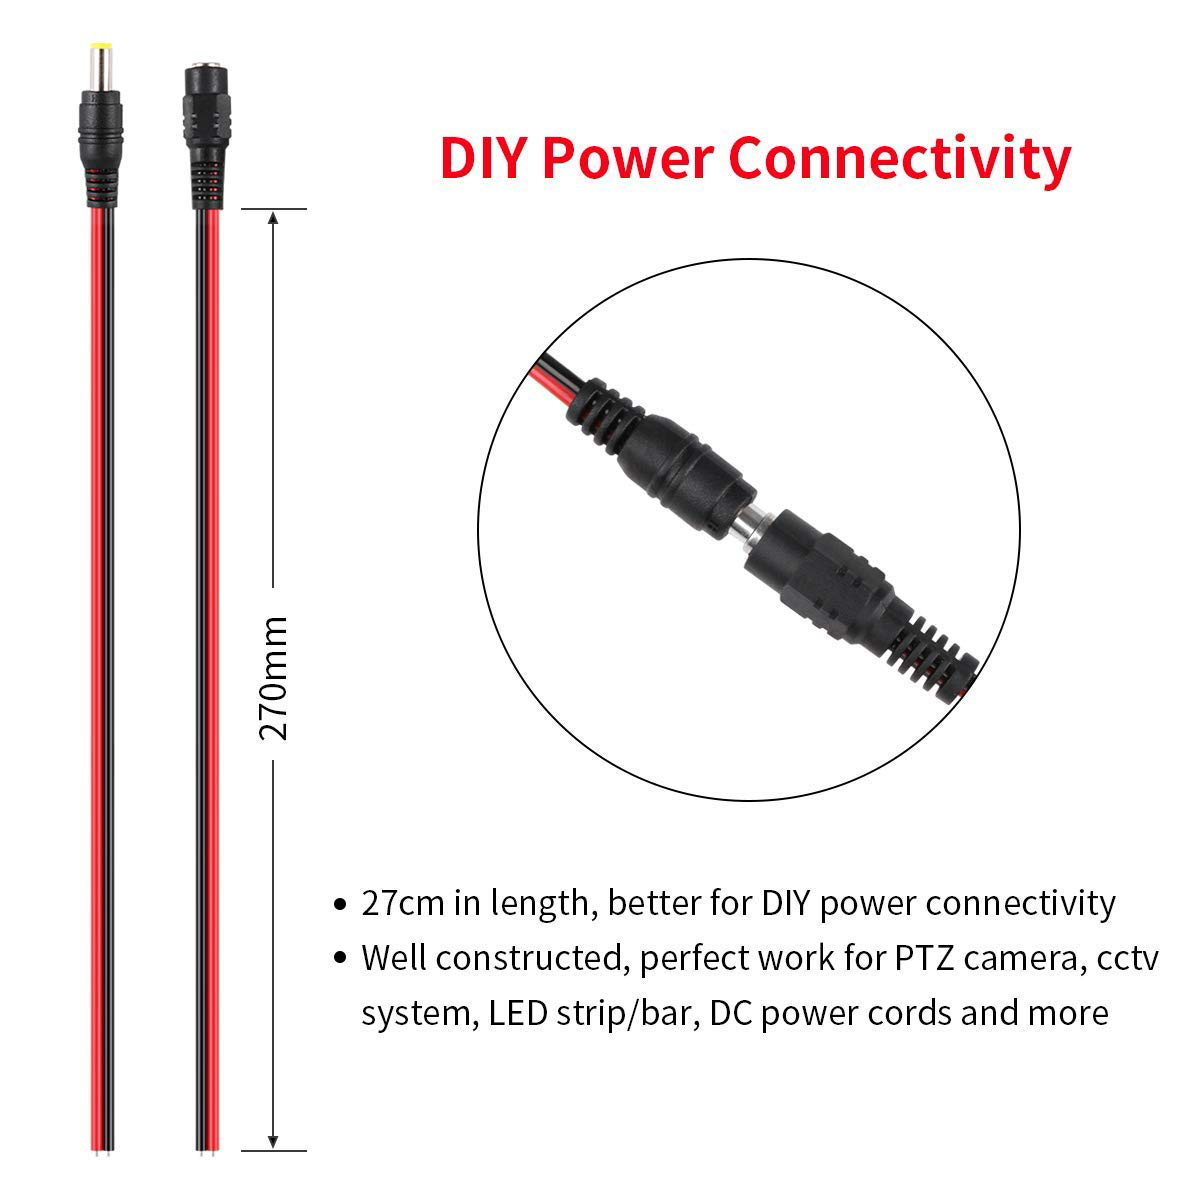 DIY Power Connectivity
270mm
• 27cm in length, better for DIY power connectivity
• Well constructed, perfect work for PTZ camera, cctv
system, LED strip/bar, DC power cords and more